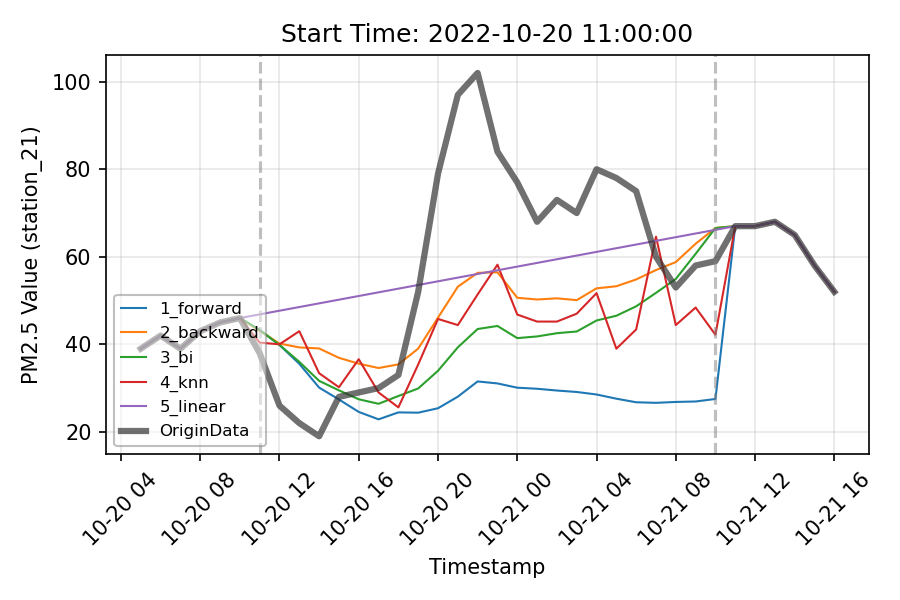 Start Time: 2022-10-20 11:00:00
PM2.5 Value (station_21)
100
80
60
40
20
1_forward
2_backward
3_bi
4_knn
5_linear
OriginData
10-20 04
10-20 08
10-20 12
10-20 16
10-20 20
10-21 00
10-21 04
10-21 08
10-21 12
10-21 16
Timestamp